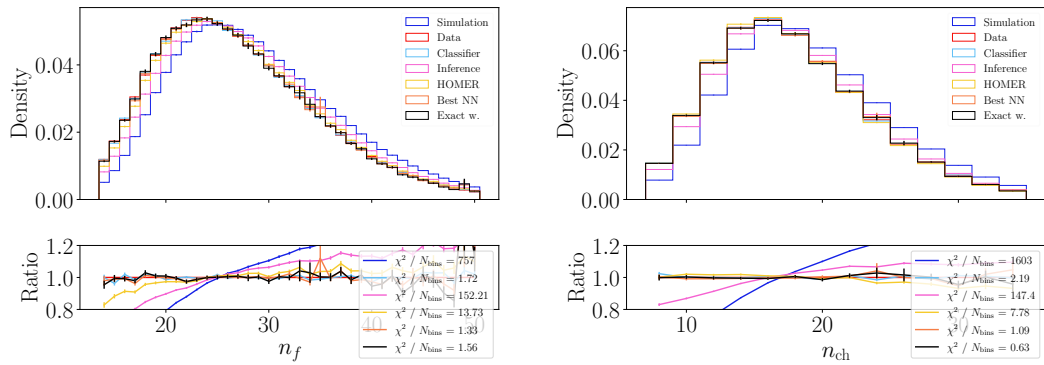 Density
0.04
0.02
0.00
Simulation
Data
Classifier
Inference
HOMER
Best NN
Exact w.
Ratio
1.2
1.0
0.8
χ² / N_bins = 757
χ² / N_bins = 1.72
χ² / N_bins = 152.21
χ² / N_bins = 13.73
χ² / N_bins = 1.33
χ² / N_bins = 1.56
20 30 40 50
n_f
Density
0.06
0.04
0.02
0.00
Simulation
Data
Classifier
Inference
HOMER
Best NN
Exact w.
Ratio
1.2
1.0
0.8
χ² / N_bins = 1603
χ² / N_bins = 2.19
χ² / N_bins = 147.4
χ² / N_bins = 7.78
χ² / N_bins = 1.09
χ² / N_bins = 0.63
10 20 30
n_ch